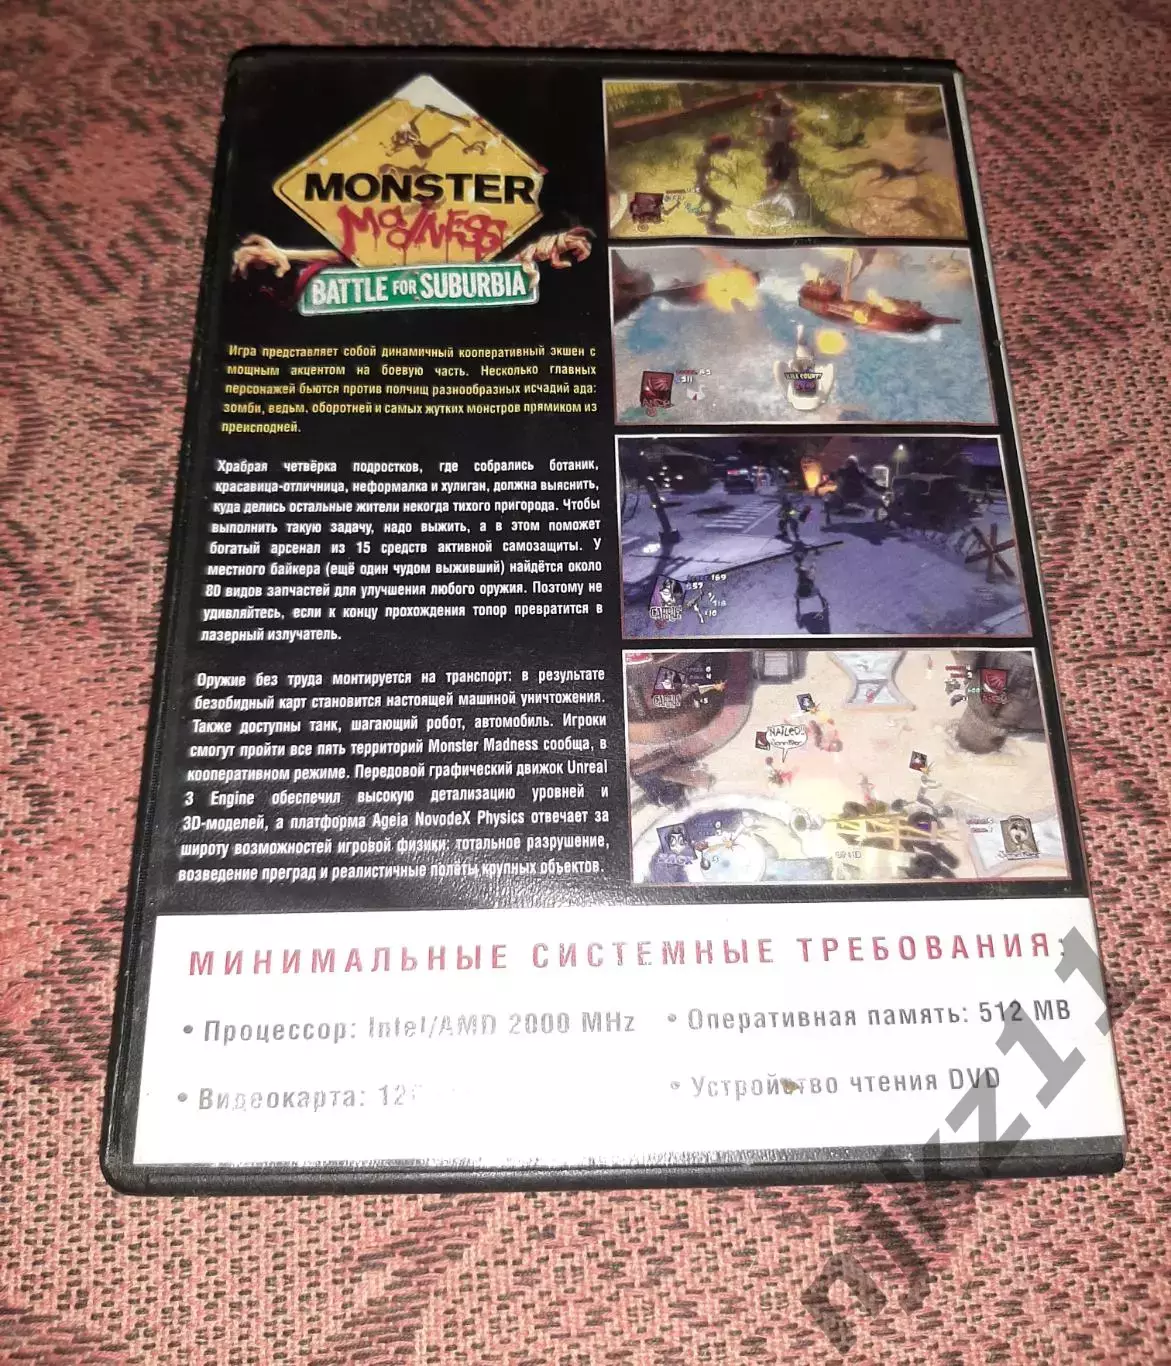 MONSTER
MADNESS
BATTLE FOR SUBURBIA
Игра представляет собой динамичный кооперативный экшен с
мощным акцентом на боевую часть. Несколько главных
персонажей бьются против полчищ разнообразных исчадий ада:
зомби, ведьм, оборотней и самых жутких монстров прямиком из
преисподней.
Храбрая четвёрка подростков, где собрались ботаник,
красавица-отличница, неформалка и хулиган, должна выяснить,
куда делись остальные жители некогда тихого пригорода. Чтобы
выполнить такую задачу, надо выжить, а в этом поможет
богатый арсенал из 15 средств активной самозащиты. У
местного байкера (ещё один чудом выживший) найдётся около
80 видов запчастей для улучшения любого оружия. Поэтому не
удивляйтесь, если к концу прохождения топор превратится в
лазерный излучатель.
Оружие без труда монтируется на транспорт: в результате
безобидный карт становится настоящей машиной уничтожения.
Также доступны танк, шагающий робот, автомобиль. Игроки
смогут пройти все пять территорий Monster Madness сообща, в
кооперативном режиме. Передовой графический движок Unreal
3 Engine обеспечил высокую детализацию уровней и
3D-моделей, а платформа Ageia NovodeX Physics отвечает за
широту возможностей игровой физики: тотальное разрушение,
возведение преград и реалистичные полёты крупных объектов.
KILL COUNT
NAILED!!
МИНИМАЛЬНЫЕ СИСТЕМНЫЕ ТРЕБОВАНИЯ:
• Процессор: Intel/AMD 2000 MHz
• Оперативная память: 512 MB
• Видеокарта: 12
• Устройство чтения DVD
nykz11